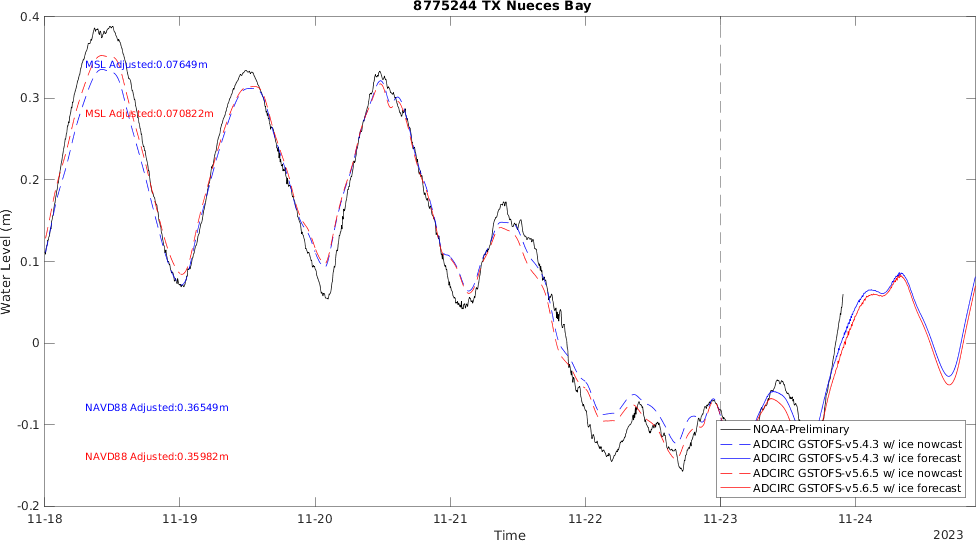 8775244 TX Nueces Bay
0.4
0.3
0.2
0.1
0
-0.1
-0.2
Water Level (m)
MSL Adjusted:0.07649m
MSL Adjusted:0.070822m
NAVD88 Adjusted:0.36549m
NAVD88 Adjusted:0.35982m
NOAA-Preliminary
ADCIRC GSTOFS-v5.4.3 w/ ice nowcast
ADCIRC GSTOFS-v5.4.3 w/ ice forecast
ADCIRC GSTOFS-v5.6.5 w/ ice nowcast
ADCIRC GSTOFS-v5.6.5 w/ ice forecast
11-18 11-19 11-20 11-21 11-22 11-23 11-24
Time
2023